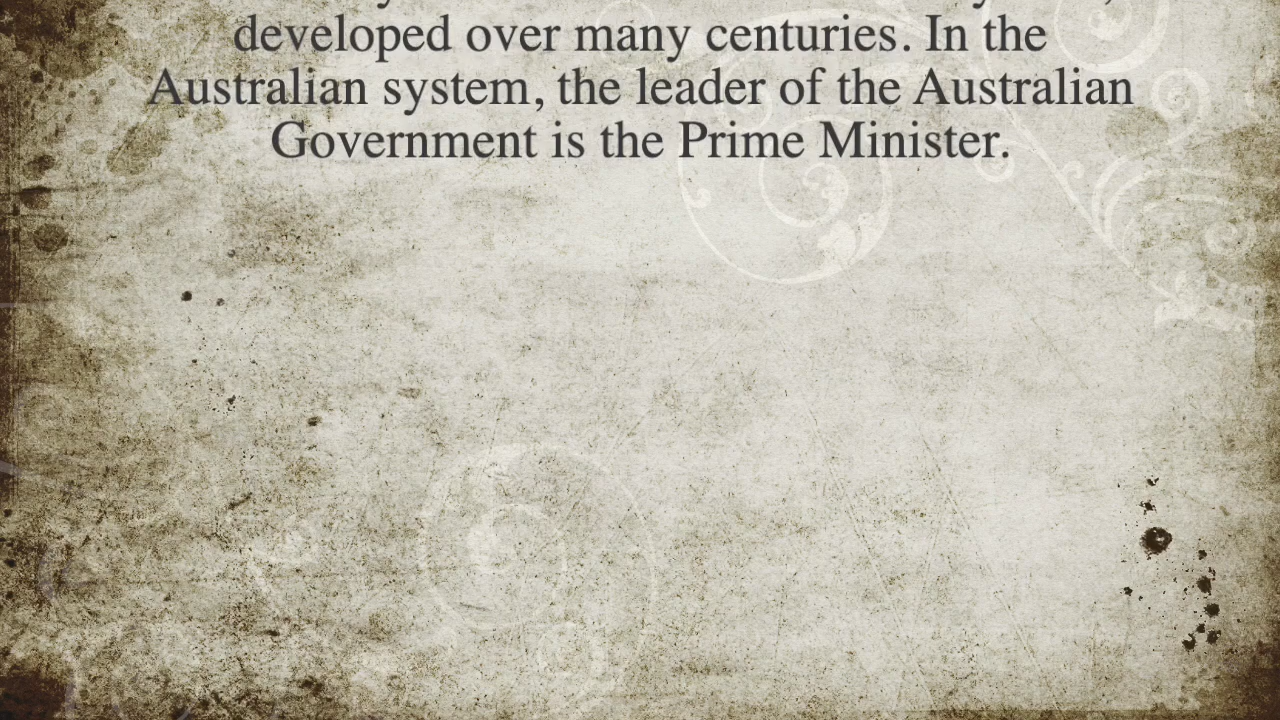 developed over many centuries. In the
Australian system, the leader of the Australian
Government is the Prime Minister.